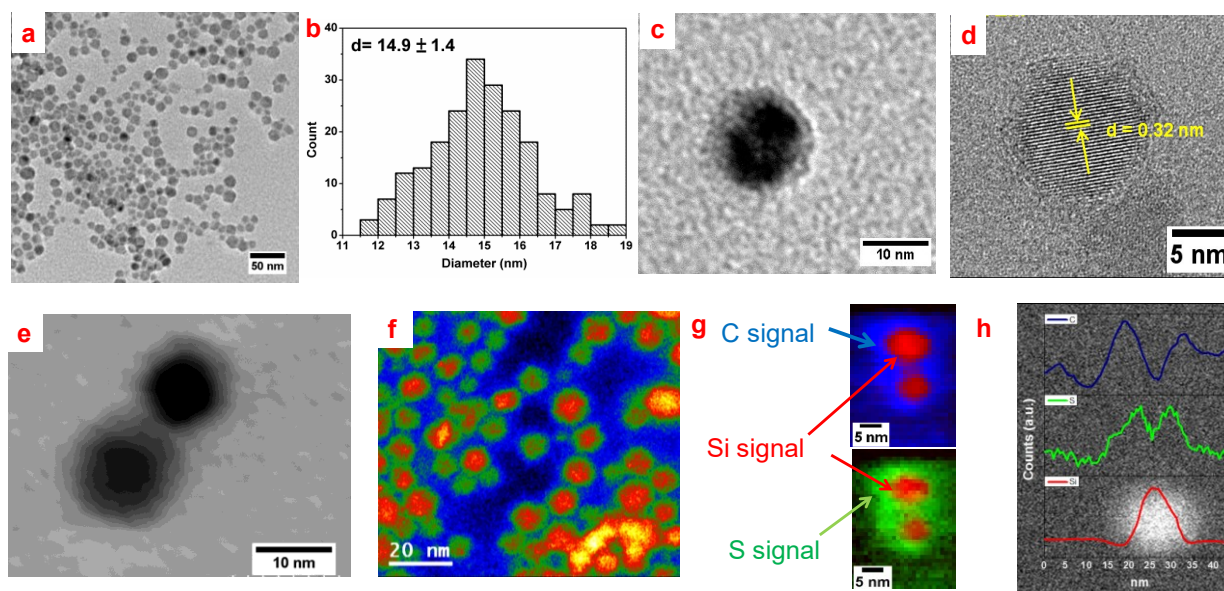 a
50 nm
b
d= 14.9 ± 1.4
40
30
20
10
0
Count
11 12 13 14 15 16 17 18 19
Diameter (nm)
c
10 nm
d
d = 0.32 nm
5 nm
e
10 nm
f
20 nm
g
C signal
Si signal
S signal
5 nm
5 nm
h
C
S
Si
Counts (a.u.)
0 5 10 15 20 25 30 35 40
nm